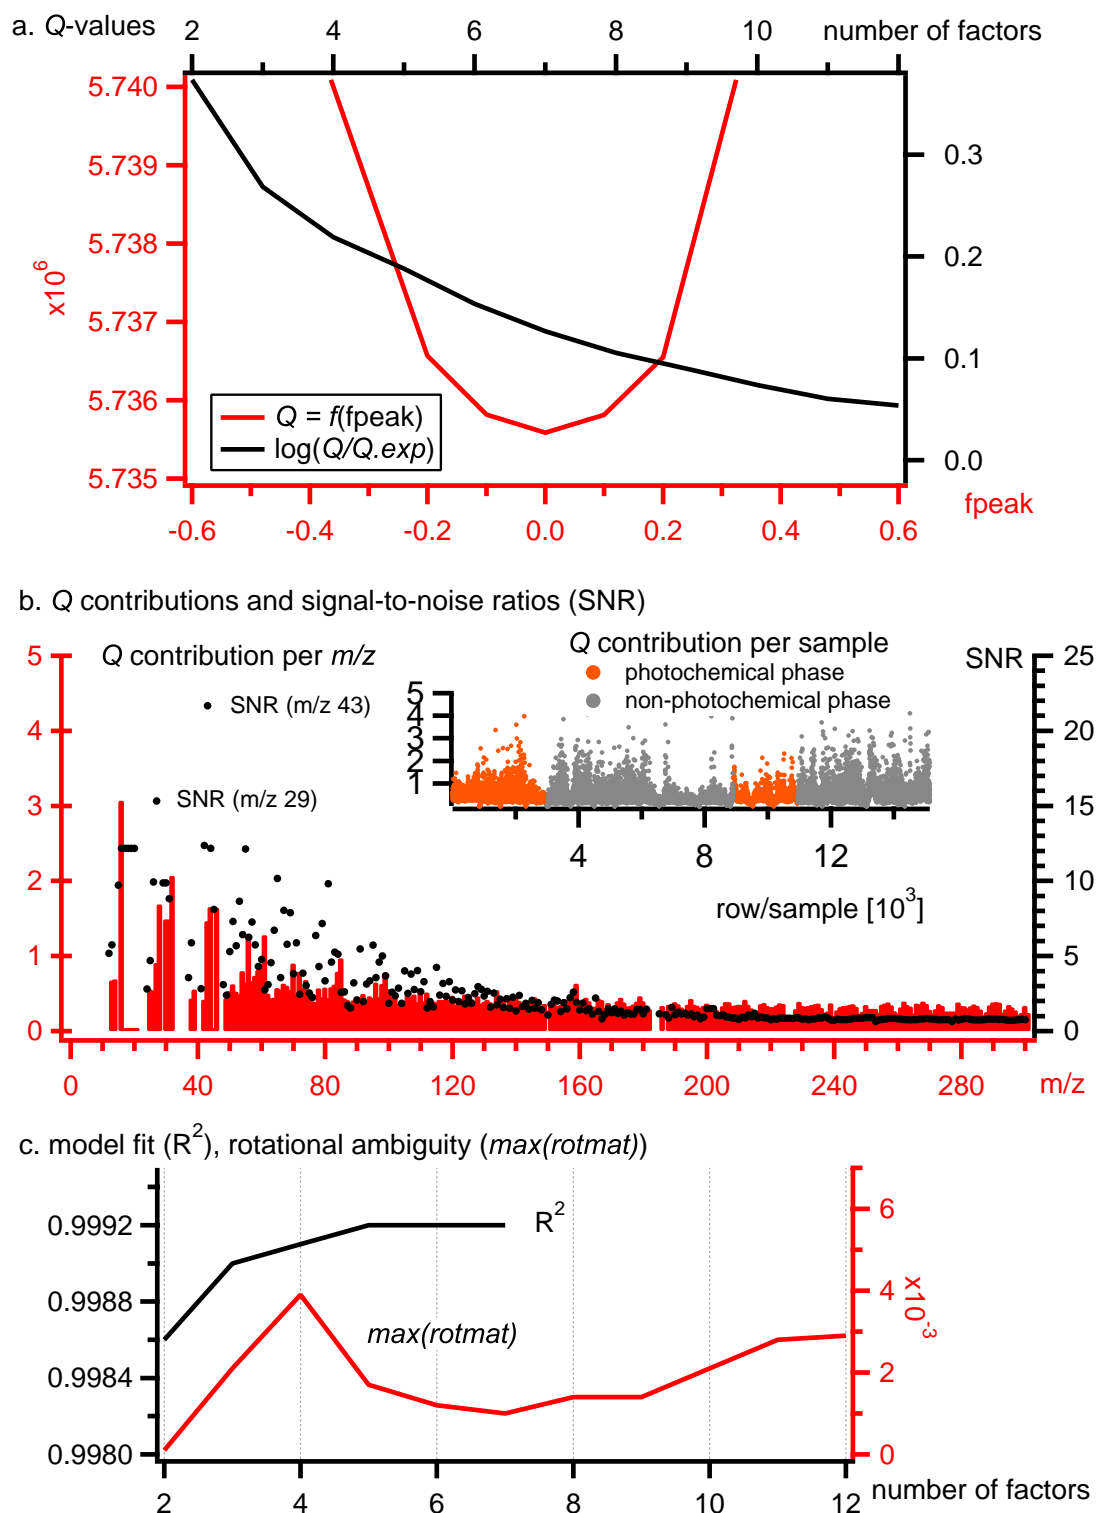 a. Q-values
2 4 6 8 10 number of factors
5.740
5.739
5.738
5.737
5.736
5.735
x10^6
0.3
0.2
0.1
0.0
Q = f(fpeak)
log(Q/Q.exp)
fpeak
-0.6 -0.4 -0.2 0.0 0.2 0.4 0.6
b. Q contributions and signal-to-noise ratios (SNR)
Q contribution per m/z
SNR (m/z 43)
SNR (m/z 29)
5
4
3
2
1
0
Q contribution per sample
photochemical phase
non-photochemical phase
5
4
3
2
1
4 8 12
row/sample [10^3]
SNR
25
20
15
10
5
0
0 40 80 120 160 200 240 280 m/z
c. model fit (R^2), rotational ambiguity (max(rotmat))
0.9992
0.9988
0.9984
0.9980
R^2
max(rotmat)
6
4
2
0
x10^-3
2 4 6 8 10 12 number of factors